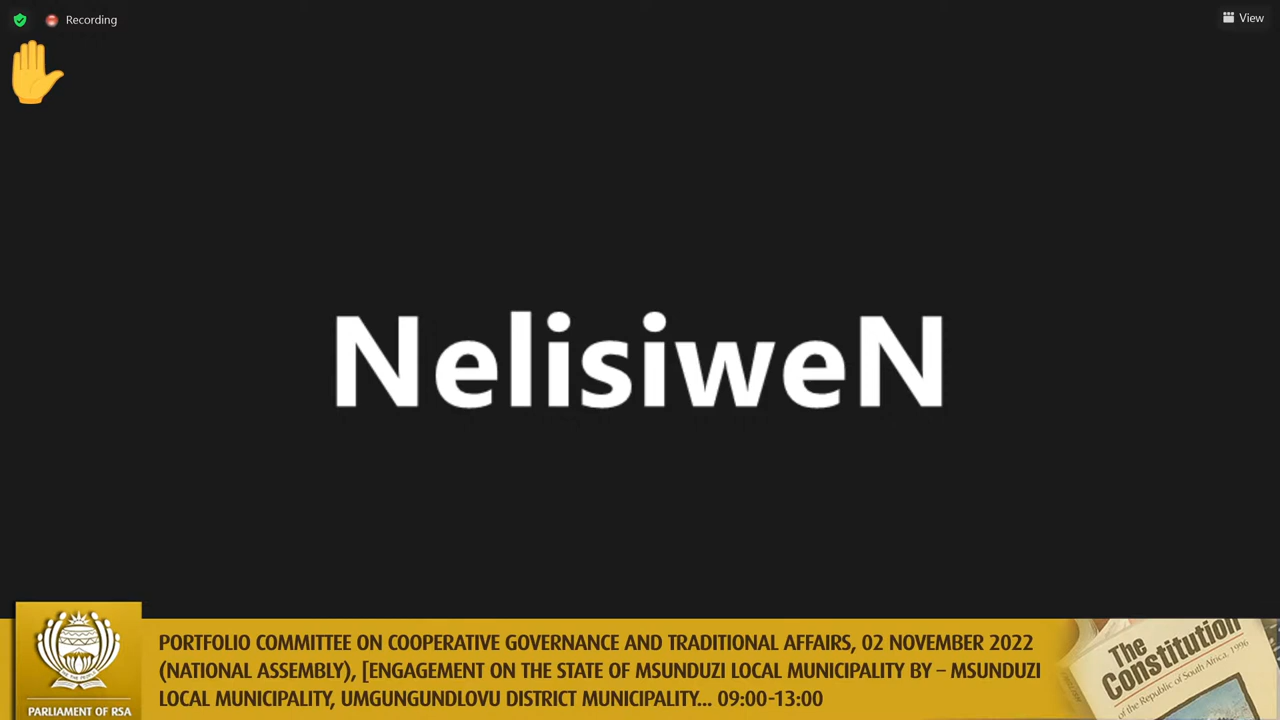 Recording
View
NelisiweN
PORTFOLIO COMMITTEE ON COOPERATIVE GOVERNANCE AND TRADITIONAL AFFAIRS, 02 NOVEMBER 2022
(NATIONAL ASSEMBLY), [ENGAGEMENT ON THE STATE OF MSUNDUZI LOCAL MUNICIPALITY BY – MSUNDUZI
LOCAL MUNICIPALITY, UMGUNGUNDLOVU DISTRICT MUNICIPALITY... 09:00-13:00
PARLIAMENT OF RSA
The
Constitution
of the Republic of South Africa, 1996